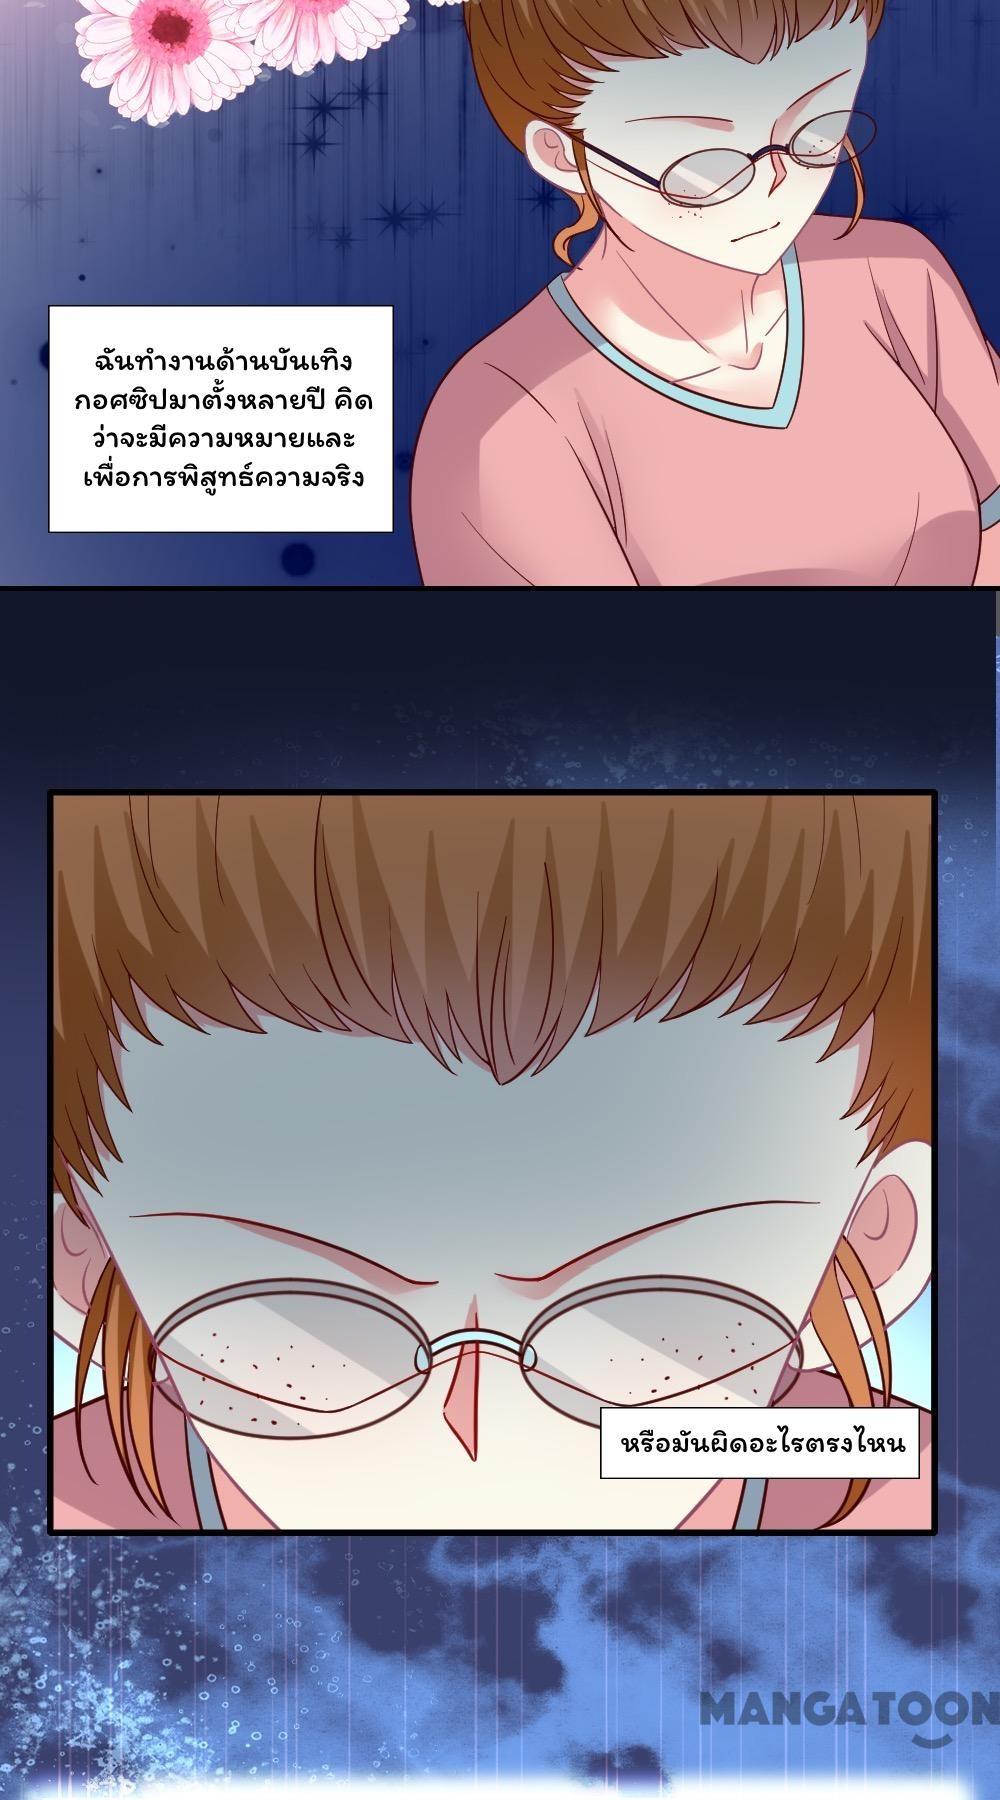 ฉันทำงานด้านบันเทิง
กอศซิปมาตั้งหลายปี คิด
ว่าจะมีความหมายและ
เพื่อการพิสูทธ์ความจริง
หรือมันผิดอะไรตรงไหน
MANGATOON